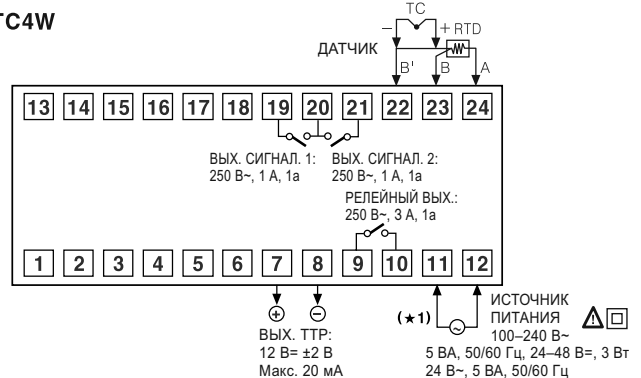 TC4W
TC
− + RTD
ДАТЧИК
B' B A
13 14 15 16 17 18 19 20 21 22 23 24
ВЫХ. СИГНАЛ. 1: ВЫХ. СИГНАЛ. 2:
250 В~, 1 А, 1a 250 В~, 1 А, 1a
РЕЛЕЙНЫЙ ВЫХ.:
250 В~, 3 А, 1a
1 2 3 4 5 6 7 8 9 10 11 12
+ −
ВЫХ. ТТР:
12 В= ±2 В
Макс. 20 мА
(★1)
~
ИСТОЧНИК
ПИТАНИЯ
100–240 В~
5 ВА, 50/60 Гц, 24–48 В=, 3 Вт
24 В~, 5 ВА, 50/60 Гц